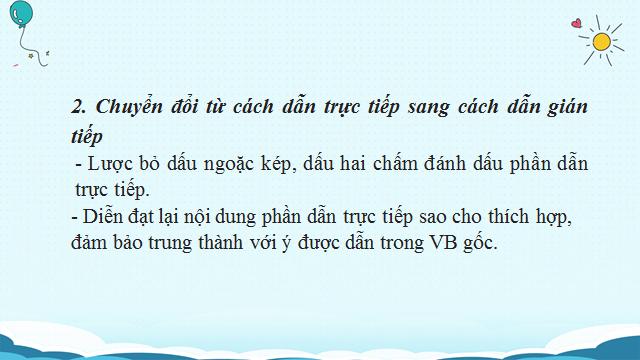 2. Chuyển đổi từ cách dẫn trực tiếp sang cách dẫn gián
tiếp
- Lược bỏ dấu ngoặc kép, dấu hai chấm đánh dấu phần dẫn
trực tiếp.
- Diễn đạt lại nội dung phần dẫn trực tiếp sao cho thích hợp,
đảm bảo trung thành với ý được dẫn trong VB gốc.